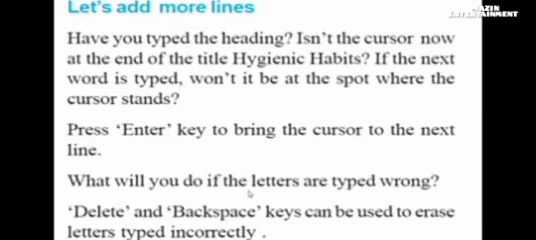 Let's add more lines
MAZIN
ENTERTAINMENT
Have you typed the heading? Isn't the cursor now
at the end of the title Hygienic Habits? If the next
word is typed, won't it be at the spot where the
cursor stands?
Press 'Enter' key to bring the cursor to the next
line.
What will you do if the letters are typed wrong?
'Delete' and 'Backspace' keys can be used to erase
letters typed incorrectly .